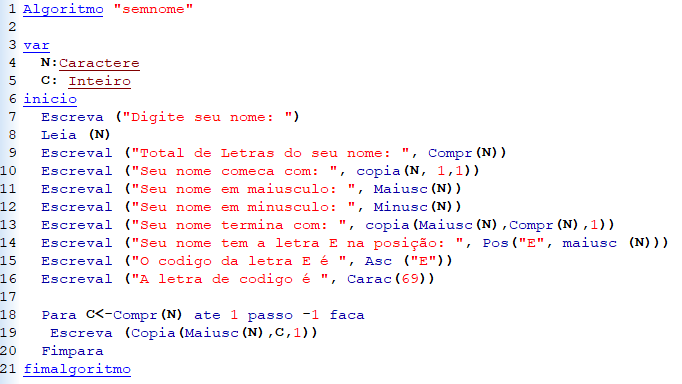 1 Algoritmo "semnome"
2
3 var
4 N:Caractere
5 C: Inteiro
6 inicio
7 Escreva ("Digite seu nome: ")
8 Leia (N)
9 Escreval ("Total de Letras do seu nome: ", Compr(N))
10 Escreval ("Seu nome comeca com: ", copia(N, 1,1))
11 Escreval ("Seu nome em maiusculo: ", Maiusc(N))
12 Escreval ("Seu nome em minusculo: ", Minusc(N))
13 Escreval ("Seu nome termina com: ", copia(Maiusc(N),Compr(N),1))
14 Escreval ("Seu nome tem a letra E na posição: ", Pos("E", maiusc (N)))
15 Escreval ("O codigo da letra E é ", Asc ("E"))
16 Escreval ("A letra de codigo é ", Carac(69))
17
18 Para C<-Compr(N) ate 1 passo -1 faca
19 Escreva (Copia(Maiusc(N),C,1))
20 Fimpara
21 fimalgoritmo